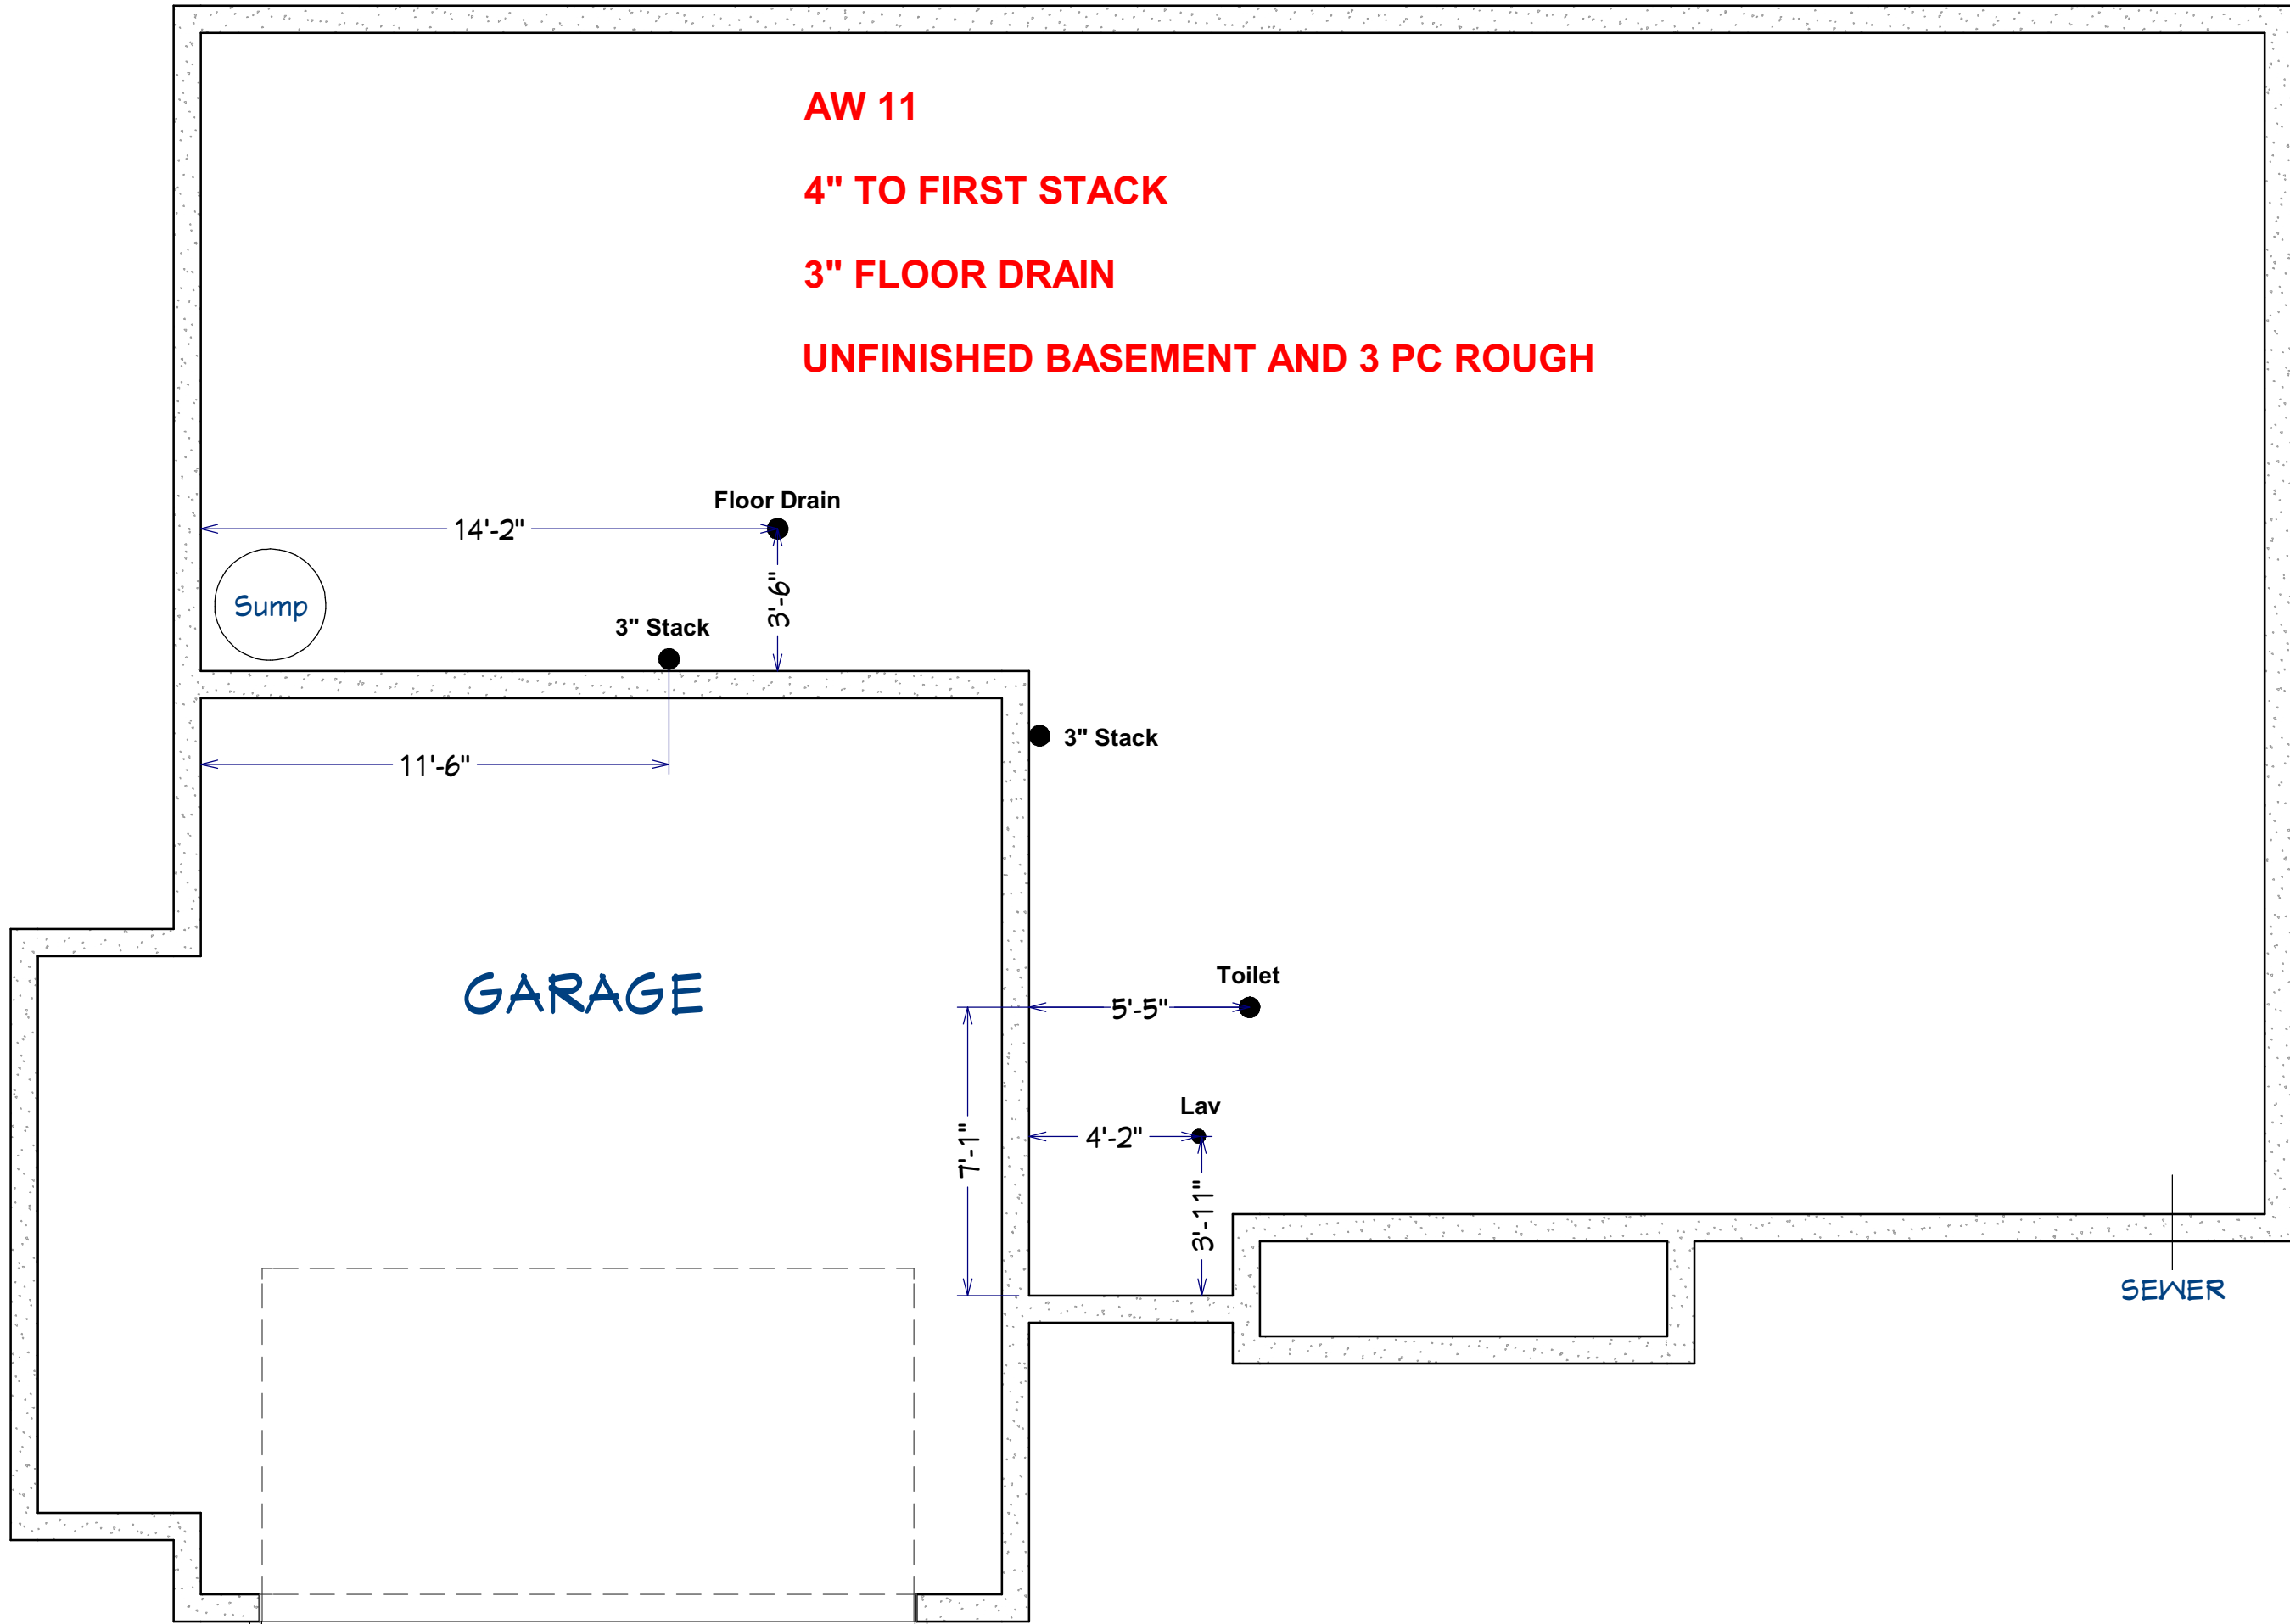 AW 11
4" TO FIRST STACK
3" FLOOR DRAIN
UNFINISHED BASEMENT AND 3 PC ROUGH
Floor Drain
14'-2"
3'-6"
Sump
3" Stack
3" Stack
11'-6"
GARAGE
Toilet
5'-5"
Lav
4'-2"
7'-1"
3'-11"
SEWER